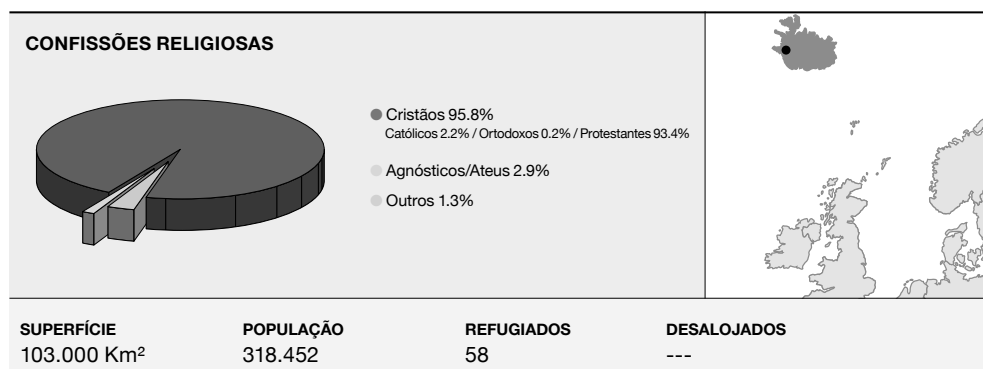 CONFISSÕES RELIGIOSAS
Cristãos 95.8%
Católicos 2.2% / Ortodoxos 0.2% / Protestantes 93.4%
Agnósticos/Ateus 2.9%
Outros 1.3%
SUPERFÍCIE
103.000 Km²
POPULAÇÃO
318.452
REFUGIADOS
58
DESALOJADOS
---